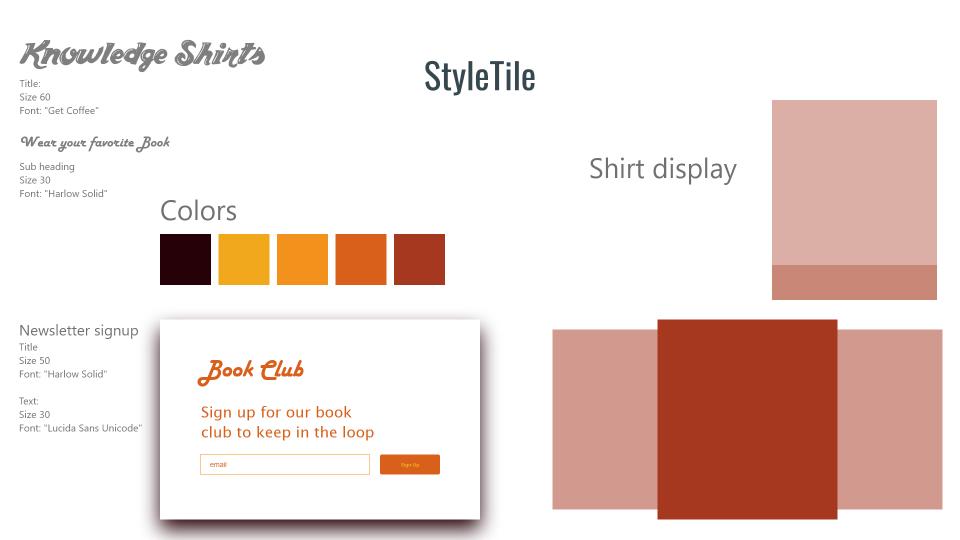 Knowledge Shirts
Title:
Size 60
Font: "Get Coffee"
StyleTile
Wear your favorite Book
Sub heading
Size 30
Font: "Harlow Solid"
Shirt display
Colors
Newsletter signup
Title
Size 50
Font: "Harlow Solid"
Text:
Size 30
Font: "Lucida Sans Unicode"
Book Club
Sign up for our book
club to keep in the loop
email
Sign Up